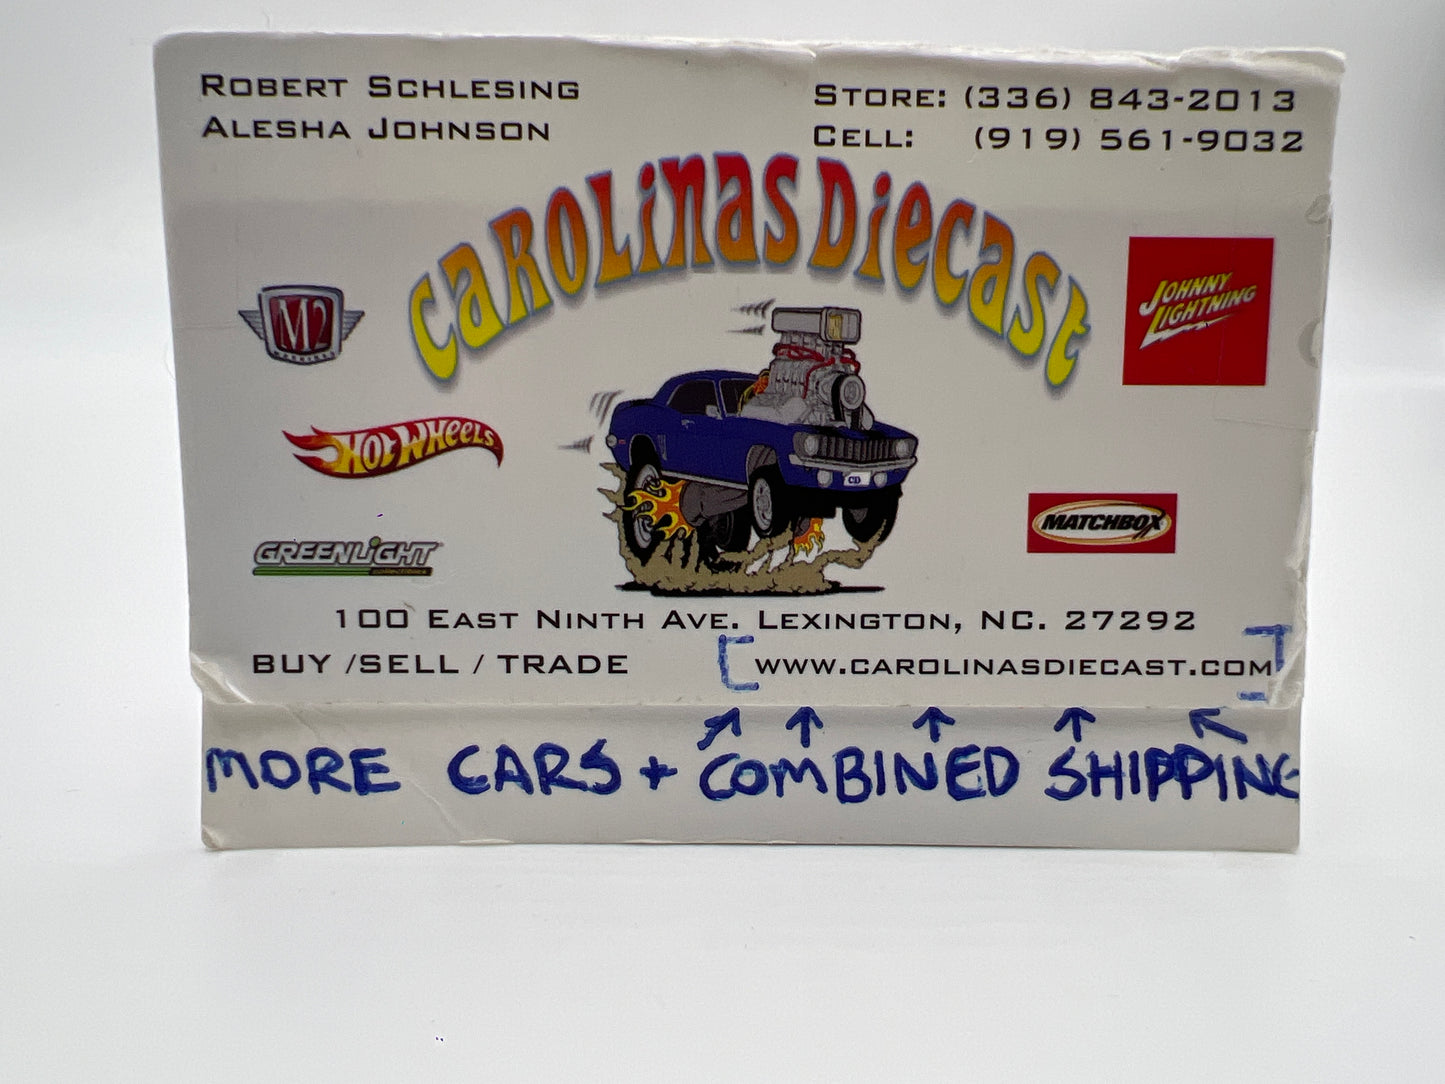 ROBERT SCHLESING
ALESHA JOHNSON
STORE: (336) 843-2013
CELL: (919) 561-9032
CAROLINAS DIECAST
M2
MACHINES
JOHNNY
LIGHTNING
HOT WHEELS
CD
MATCHBOX
GREENLIGHT
100 EAST NINTH AVE. LEXINGTON, NC. 27292
BUY /SELL / TRADE
[WWW.CAROLINASDIECAST.COM]
MORE CARS + COMBINED SHIPPING